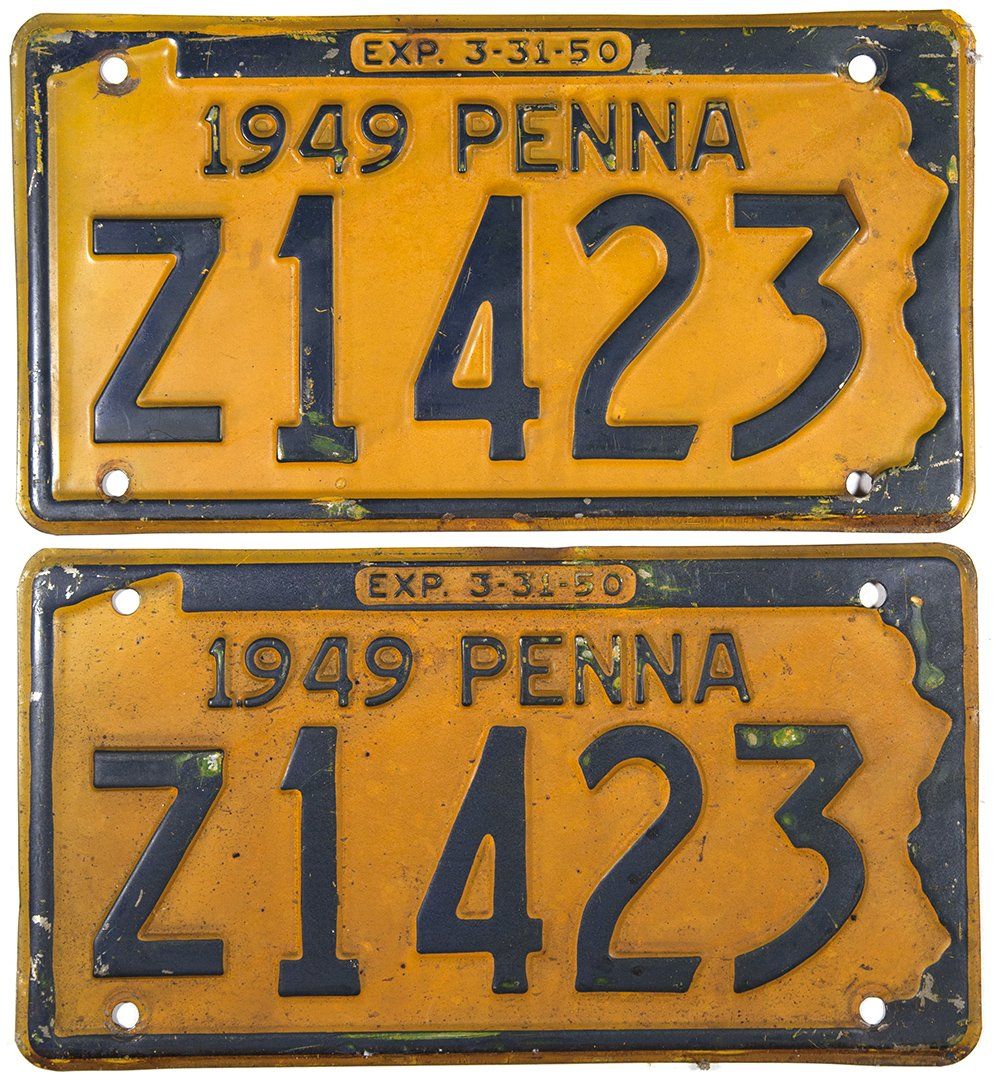 EXP. 3-31-50
1949 PENNA
Z1423
EXP. 3-31-50
1949 PENNA
Z1423